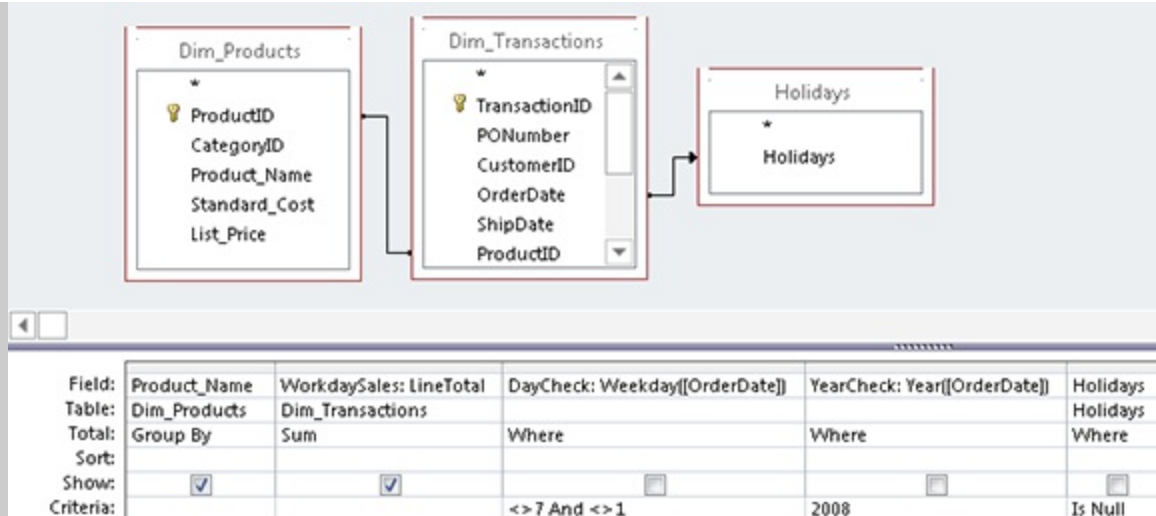 Dim_Products
*
ProductID
CategoryID
Product_Name
Standard_Cost
List_Price
Dim_Transactions
*
TransactionID
PONumber
CustomerID
OrderDate
ShipDate
ProductID
Holidays
*
Holidays
Field: Product_Name WorkdaySales: LineTotal DayCheck: Weekday([OrderDate]) YearCheck: Year([OrderDate]) Holidays
Table: Dim_Products Dim_Transactions Holidays
Total: Group By Sum Where Where Where
Sort:
Show:
Criteria: <>7 And <>1 2008 Is Null